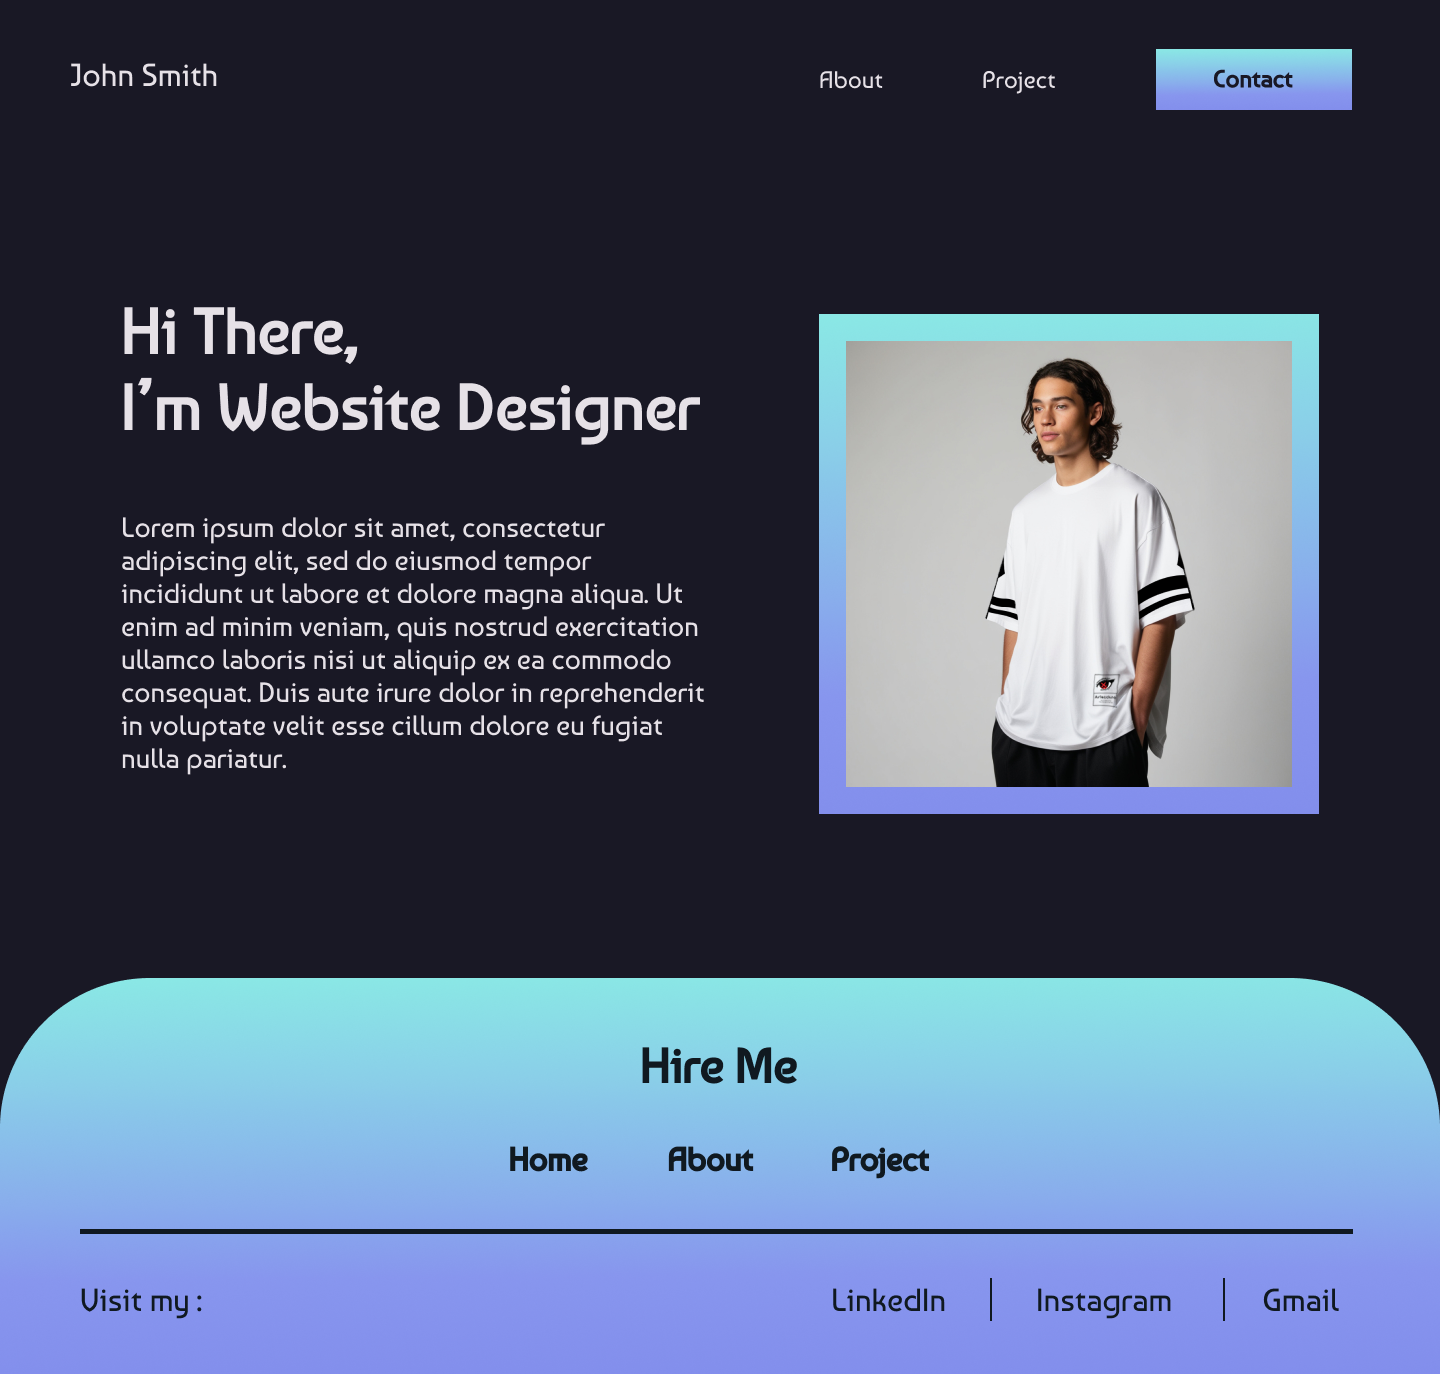 John Smith
About
Project
Contact
Hi There,
I'm Website Designer
Lorem ipsum dolor sit amet, consectetur
adipiscing elit, sed do eiusmod tempor
incididunt ut labore et dolore magna aliqua. Ut
enim ad minim veniam, quis nostrud exercitation
ullamco laboris nisi ut aliquip ex ea commodo
consequat. Duis aute irure dolor in reprehenderit
in voluptate velit esse cillum dolore eu fugiat
nulla pariatur.
Hire Me
Home
About
Project
Visit my :
LinkedIn
Instagram
Gmail